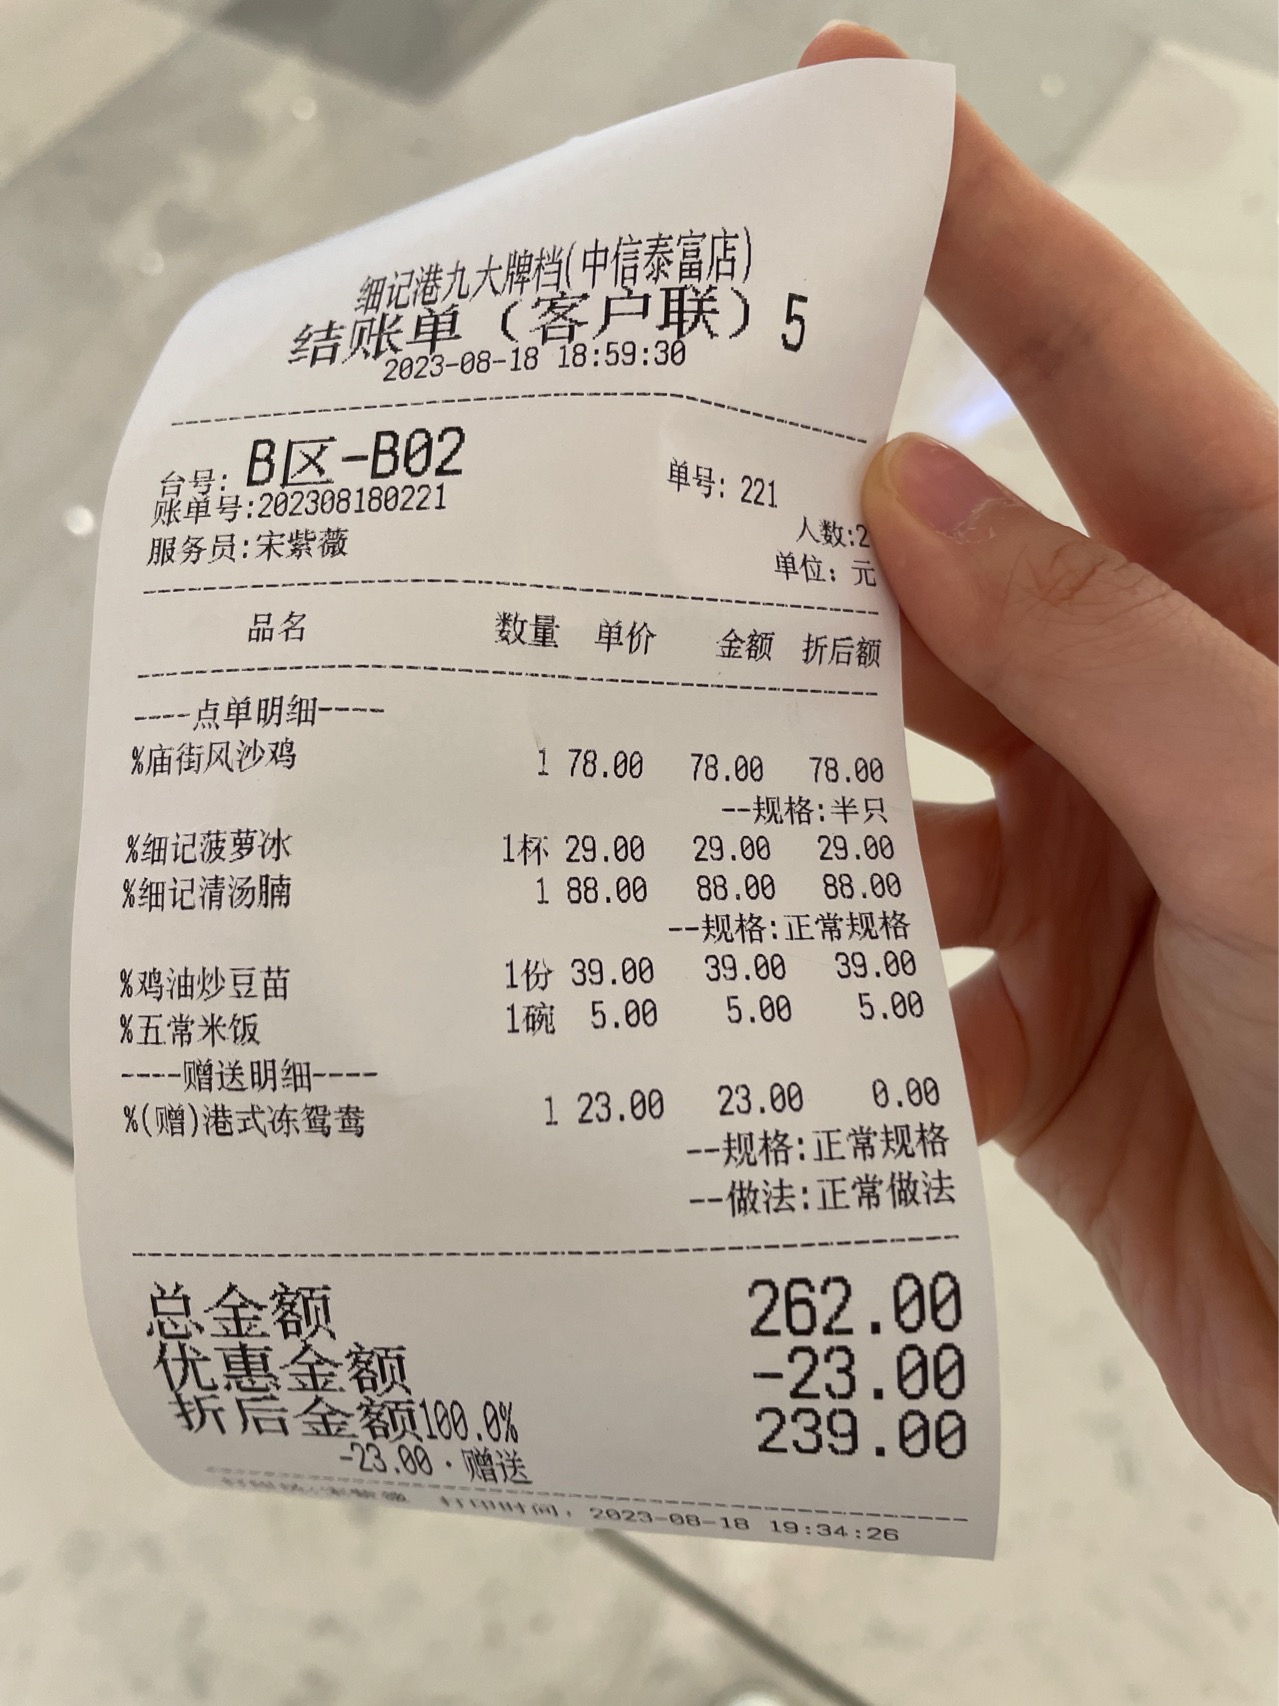 细记港九大牌档(中信泰富店)
结账单（客户联）5
2023-08-18 18:59:30
台号: B区-B02 单号: 221
账单号:202308180221 人数:2
服务员:宋紫薇 单位: 元
品名 数量 单价 金额 折后额
----点单明细----
%庙街风沙鸡 1 78.00 78.00 78.00
--规格:半只
%细记菠萝冰 1杯 29.00 29.00 29.00
%细记清汤腩 1 88.00 88.00 88.00
--规格:正常规格
%鸡油炒豆苗 1份 39.00 39.00 39.00
%五常米饭 1碗 5.00 5.00 5.00
----赠送明细----
%(赠)港式冻鸳鸯 1 23.00 23.00 0.00
--规格:正常规格
--做法:正常做法
总金额 262.00
优惠金额 -23.00
折后金额100.0% 239.00
-23.00·赠送
打印时间: 2023-08-18 19:34:26